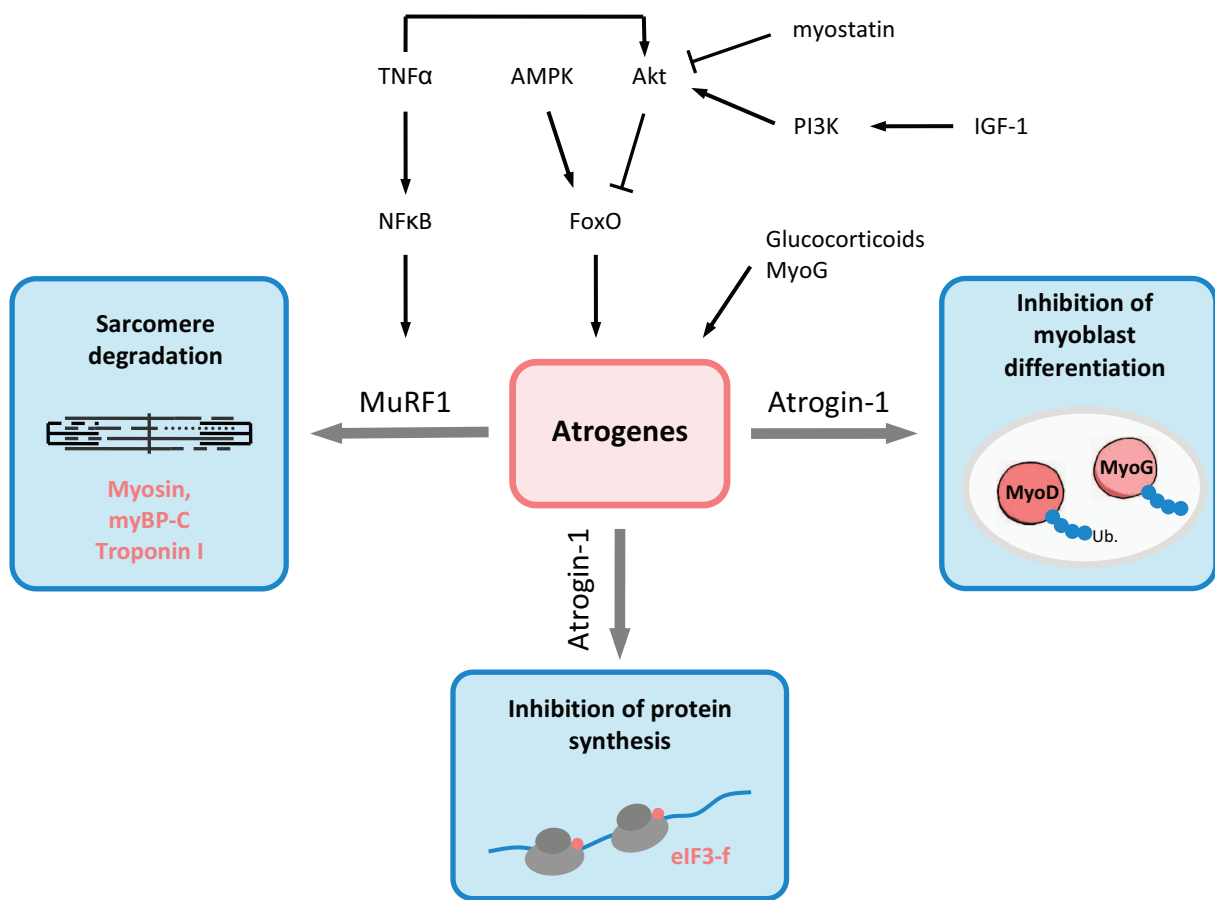 myostatin
TNFα
AMPK
Akt
PI3K
IGF-1
NFκB
FoxO
Glucocorticoids
MyoG
Sarcomere
degradation
Myosin,
myBP-C
Troponin I
MuRF1
Atrogenes
Atrogin-1
Inhibition of
myoblast
differentiation
MyoD
MyoG
Ub.
Atrogin-1
Inhibition of protein
synthesis
eIF3-f